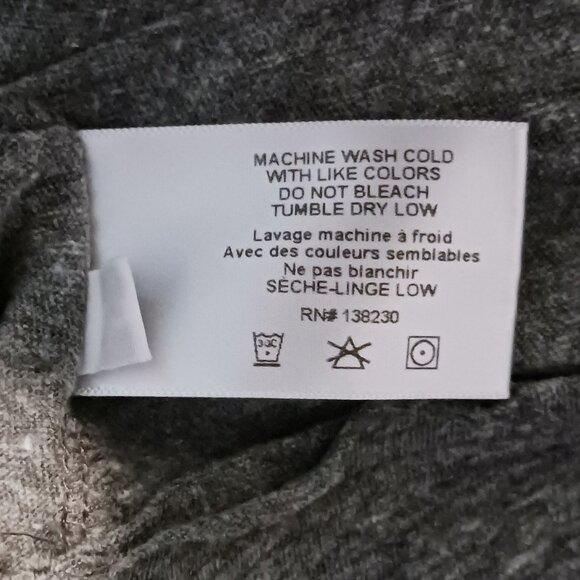 MACHINE WASH COLD
WITH LIKE COLORS
DO NOT BLEACH
TUMBLE DRY LOW
Lavage machine à froid
Avec des couleurs semblables
Ne pas blanchir
SÈCHE-LINGE LOW
RN# 138230
30C